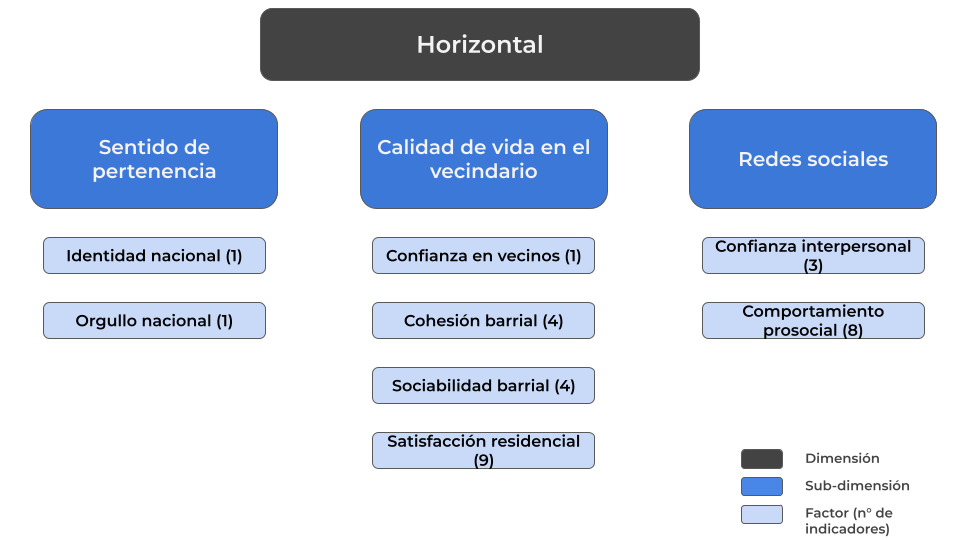 Horizontal
Sentido de
pertenencia
Calidad de vida en el
vecindario
Redes sociales
Identidad nacional (1)
Confianza en vecinos (1)
Confianza interpersonal
(3)
Orgullo nacional (1)
Cohesión barrial (4)
Comportamiento
prosocial (8)
Sociabilidad barrial (4)
Satisfacción residencial
(9)
Dimensión
Sub-dimensión
Factor (n° de
indicadores)